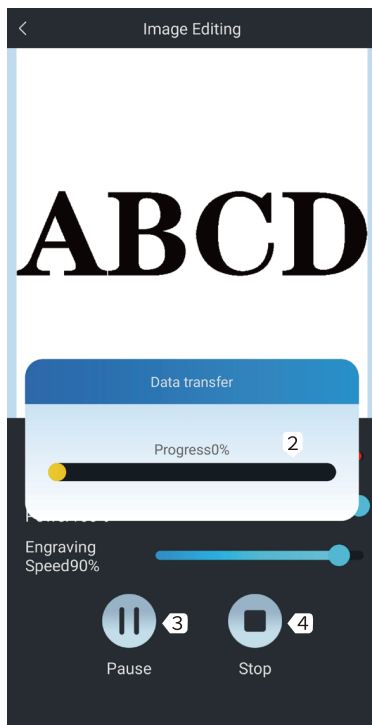 Image Editing
ABCD
Data transfer
Progress0%
2
Engraving
Speed90%
3
4
Pause
Stop